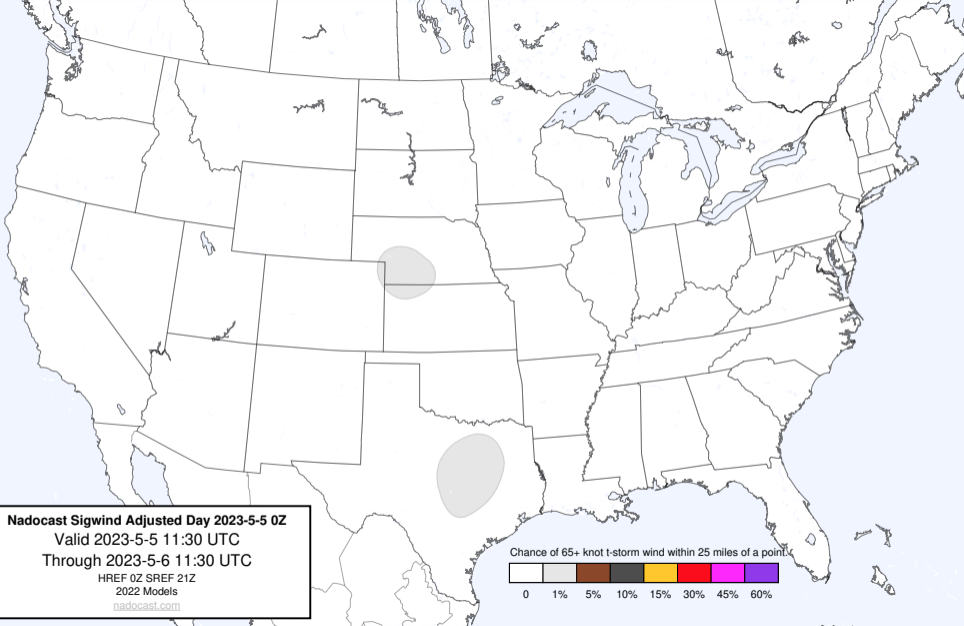 Nadocast Sigwind Adjusted Day 2023-5-5 0Z
Valid 2023-5-5 11:30 UTC
Through 2023-5-6 11:30 UTC
HREF 0Z SREF 21Z
2022 Models
nadocast.com
Chance of 65+ knot t-storm wind within 25 miles of a point.
0 1% 5% 10% 15% 30% 45% 60%